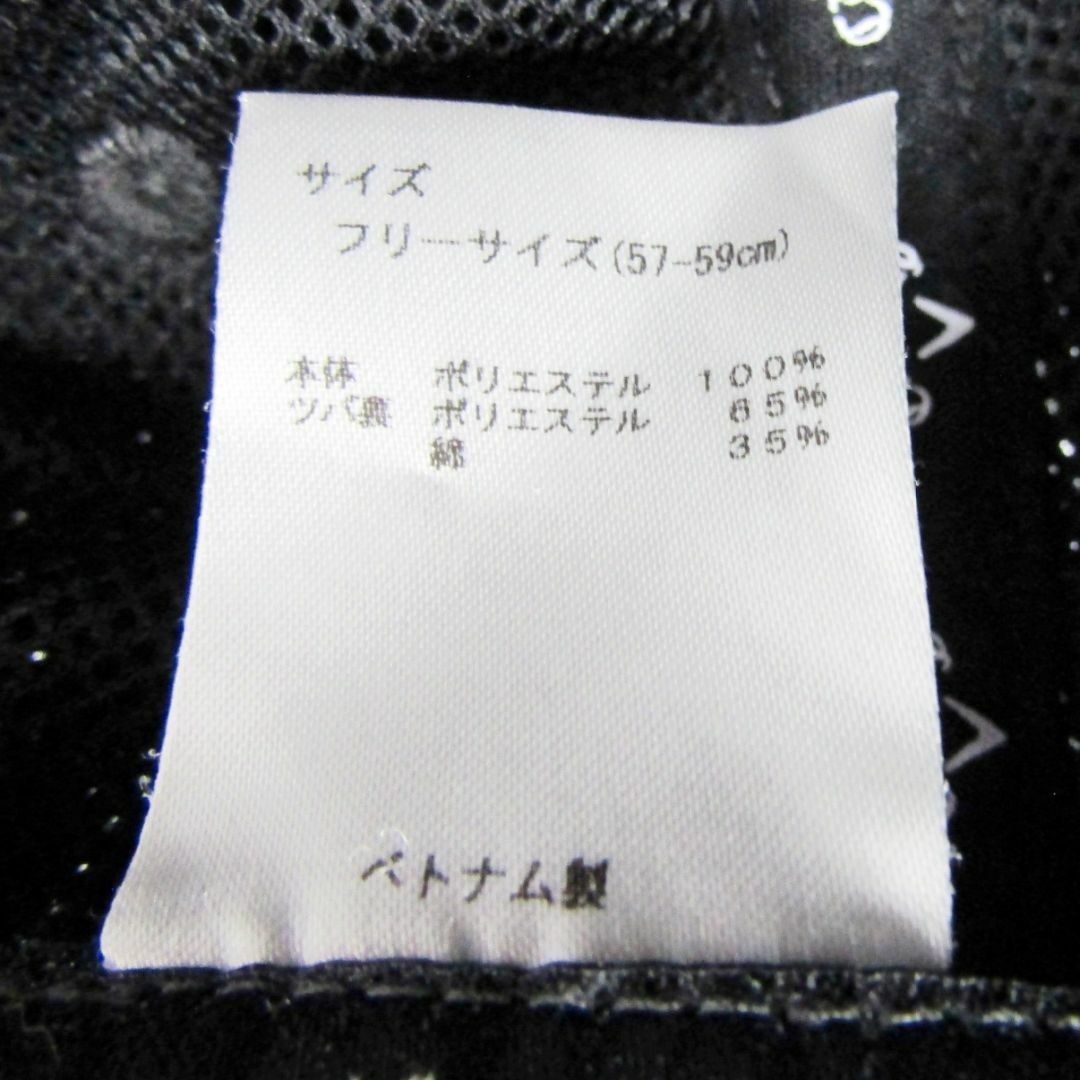 サイズ
フリーサイズ(57-59cm)
本体 ポリエステル 100%
ツバ裏 ポリエステル 65%
綿 35%
ベトナム製